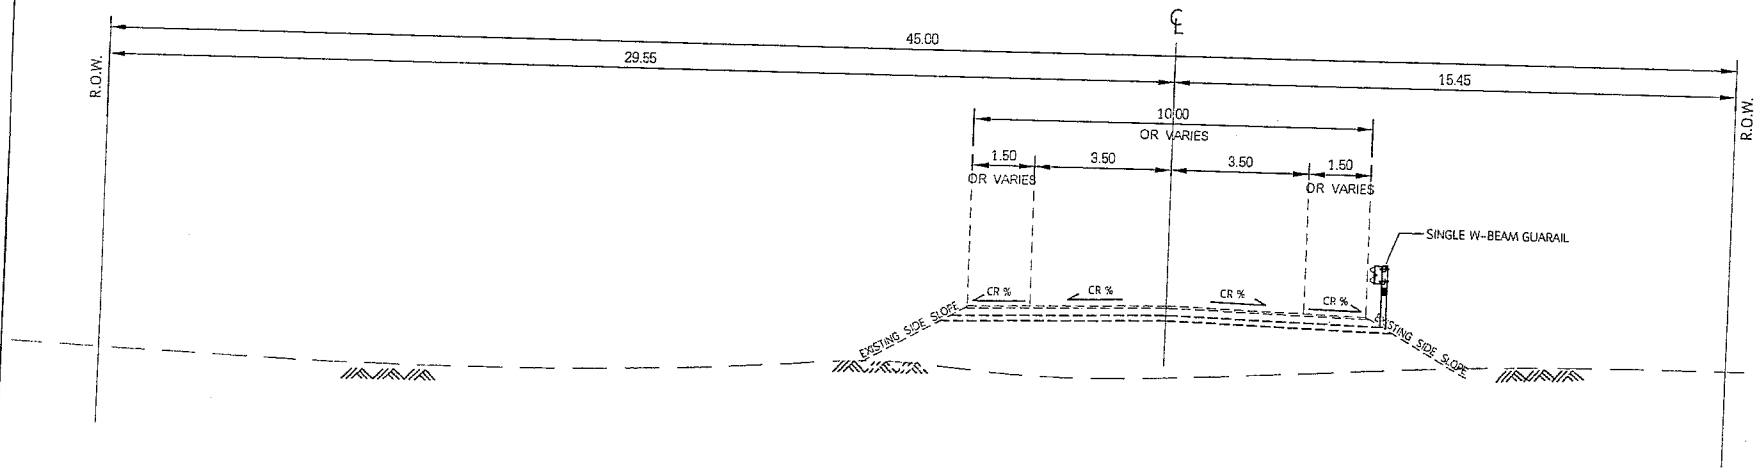 ℄
45.00
29.55
15.45
R.O.W.
R.O.W.
10.00
OR VARIES
1.50
3.50
3.50
1.50
OR VARIES
OR VARIES
SINGLE W-BEAM GUARAIL
CR %
CR %
CR %
CR %
EXISTING SIDE SLOPE
EXISTING SIDE SLOPE